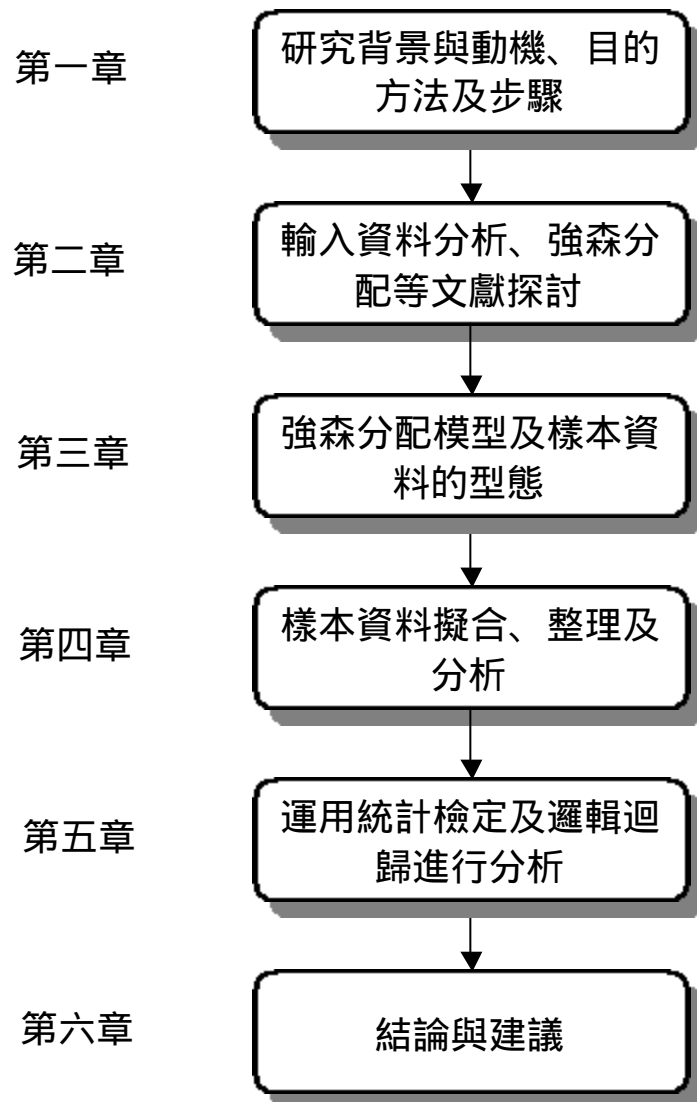 第一章
研究背景與動機、目的
方法及步驟
第二章
輸入資料分析、強森分
配等文獻探討
第三章
強森分配模型及樣本資
料的型態
第四章
樣本資料擬合、整理及
分析
第五章
運用統計檢定及邏輯迴
歸進行分析
第六章
結論與建議